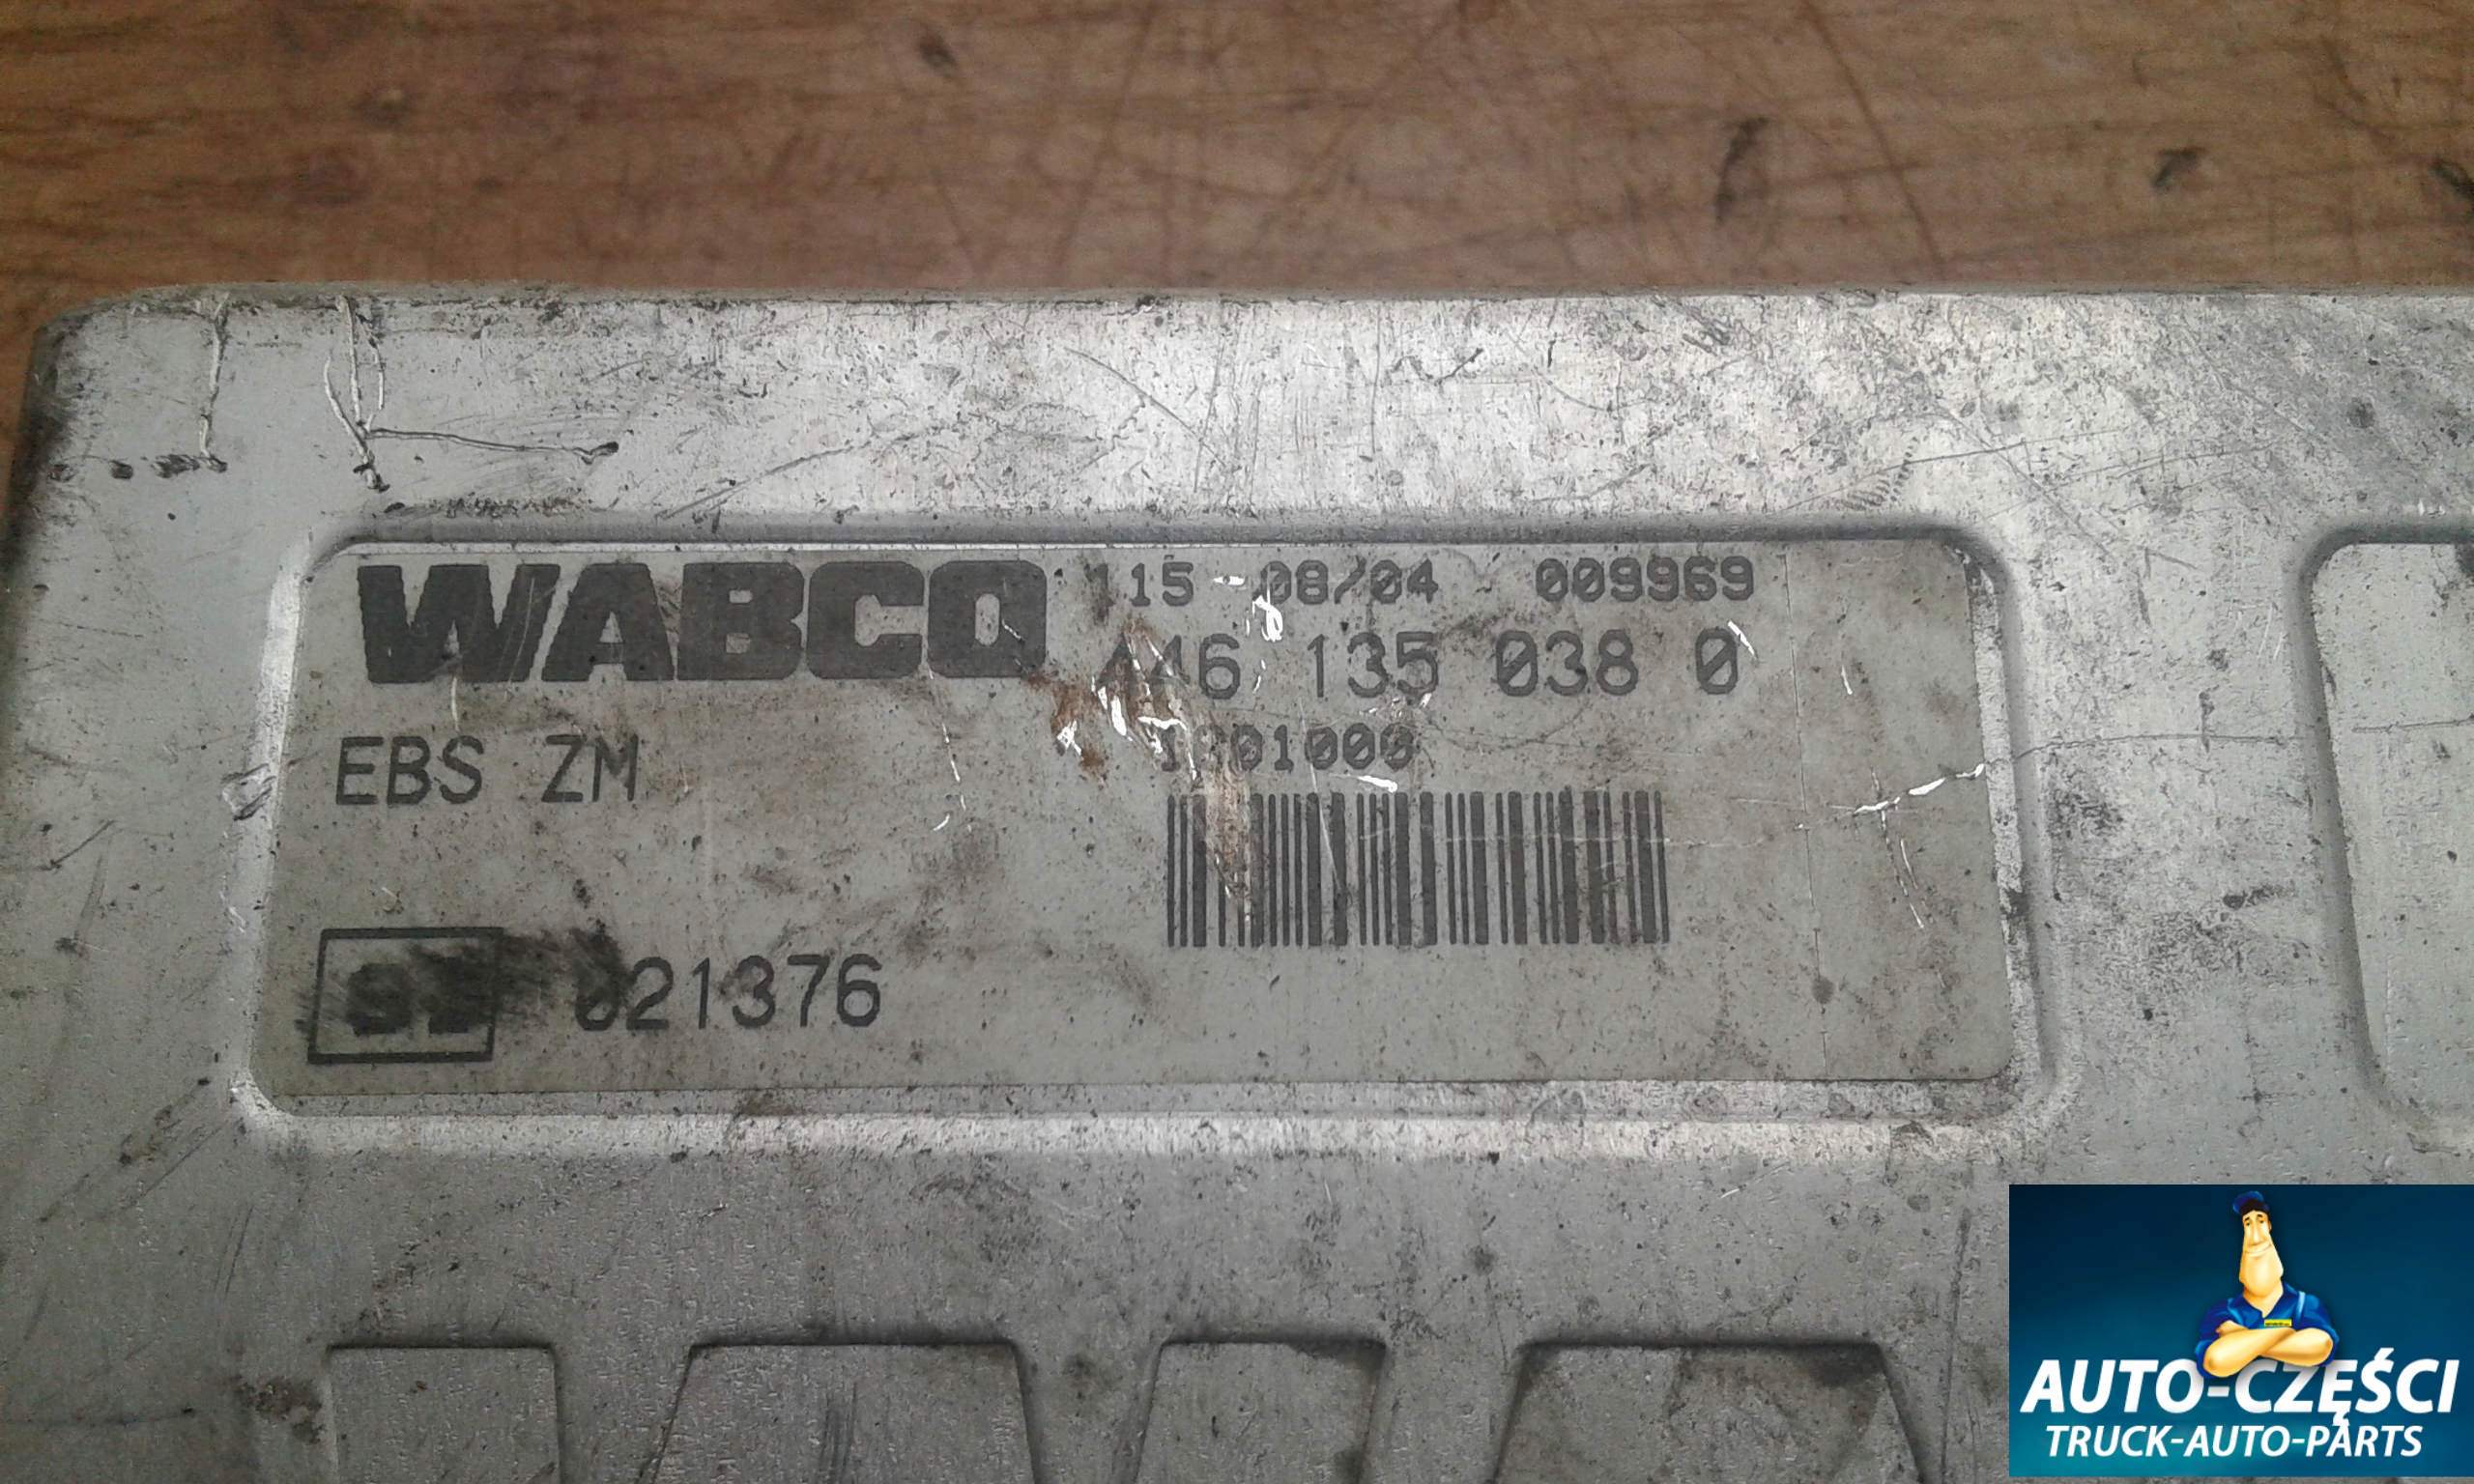 WABCO 115 08/04 009969
446 135 038 0
EBS ZM
021376
AUTO-CZĘŚCI
TRUCK-AUTO-PARTS